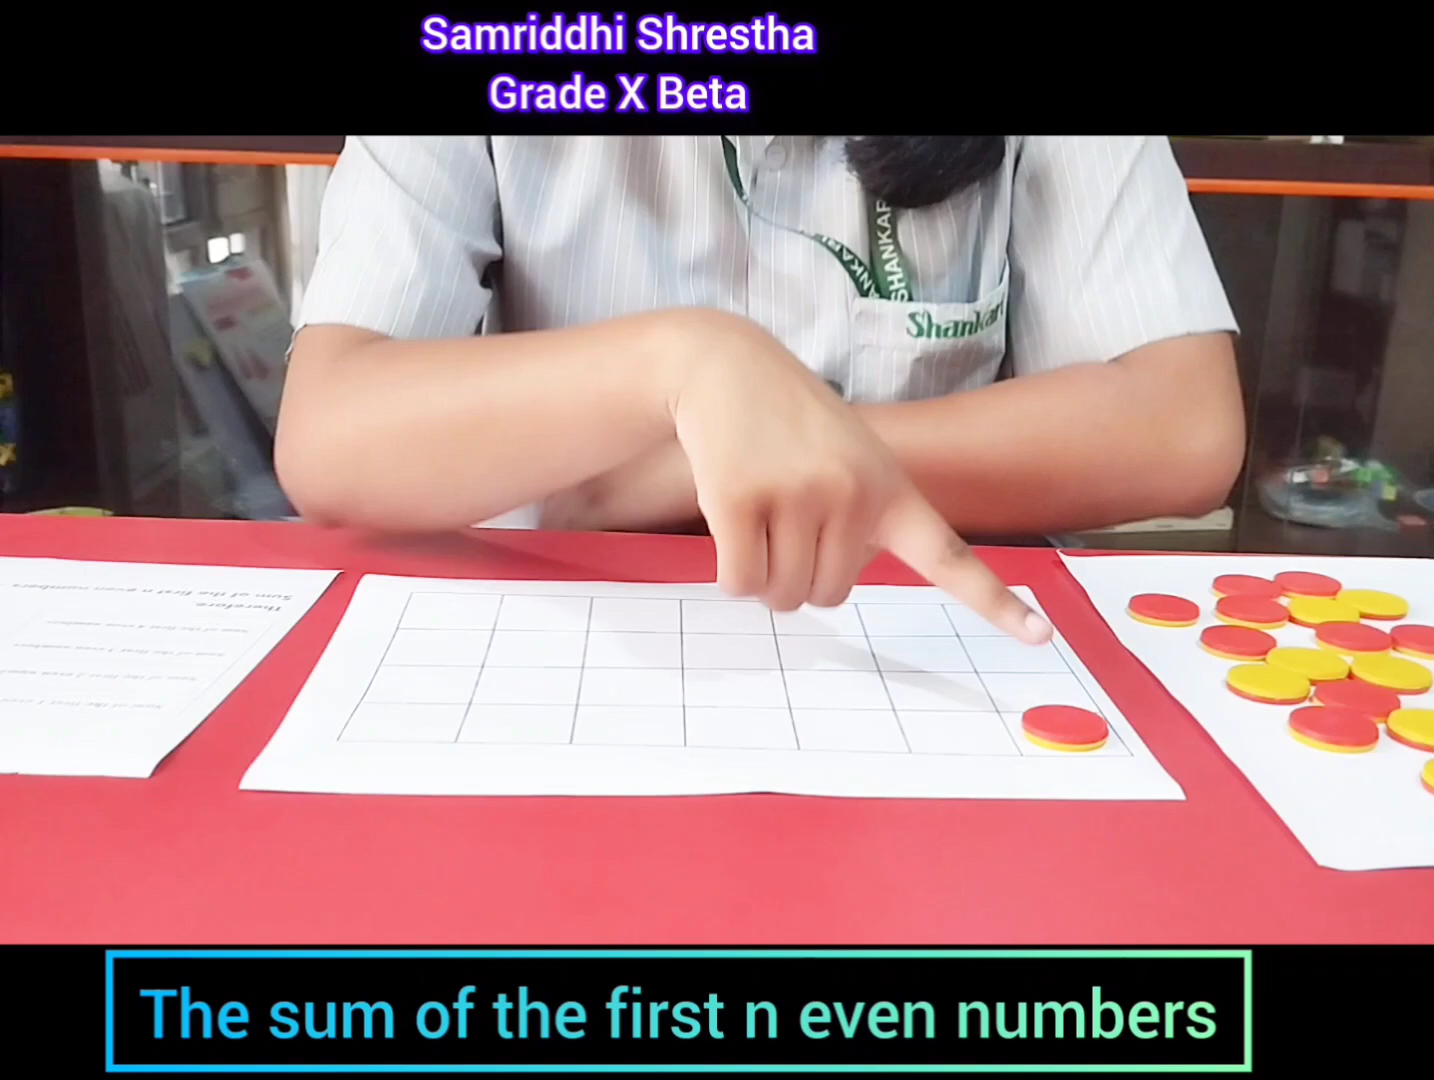 Samriddhi Shrestha
Grade X Beta
SHANKAR
Shankar
Sum of the first n even numbers
Therefore
The sum of the first n even numbers